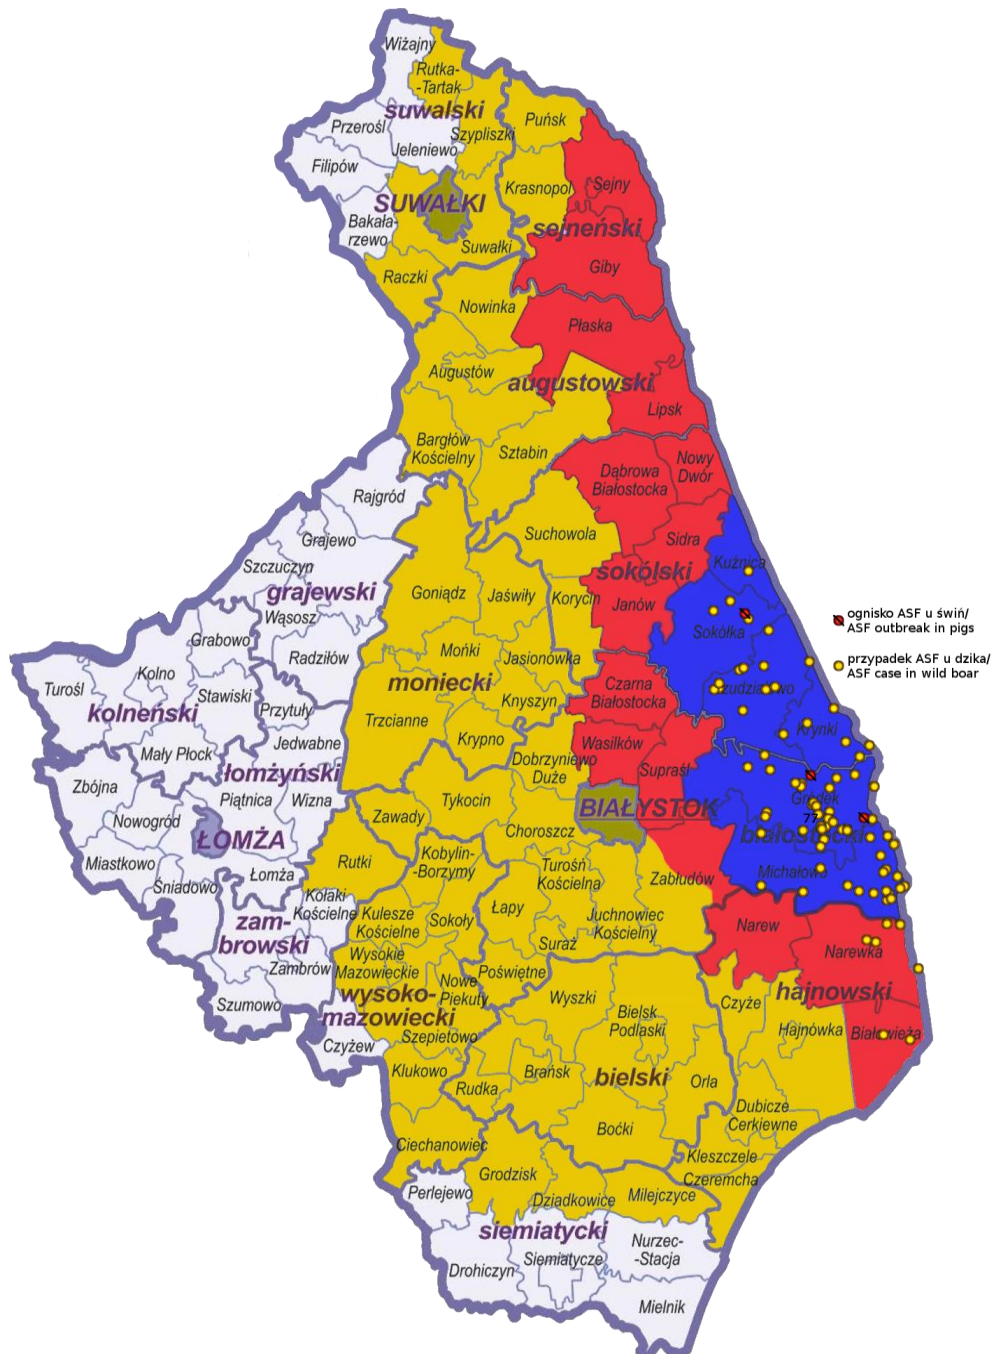 Wiżajny
Rutka-
-Tartak
suwalski
Przerośl
Szypliszki
Puńsk
Jeleniewo
Filipów
Krasnopol
Sejny
SUWAŁKI
Bakała-
rzewo
sejneński
Suwałki
Raczki
Giby
Nowinka
Płaska
Augustów
augustowski
Lipsk
Bargłów
Kościelny
Sztabin
Nowy
Dwór
Dąbrowa
Białostocka
Rajgród
Suchowola
Grajewo
Sidra
Szczuczyn
Kuźnica
grajewski
sokólski
Goniądz
Jaświły
Korycin
Janów
Wąsosz
Sokółka
ognisko ASF u świń/
ASF outbreak in pigs
przypadek ASF u dzika/
ASF case in wild boar
Grabowo
Radziłów
Mońki
Jasionówka
Kolno
Turośl
moniecki
Czarna
Białostocka
Szudziałowo
Stawiski
Przytuły
Knyszyn
kolneński
Trzcianne
Krynki
Mały Płock
Jedwabne
Krypno
Wasilków
Dobrzyniewo
Duże
Supraśl
łomżyński
Zbójna
Piątnica
Wizna
Tykocin
Gródek
BIAŁYSTOK
Nowogród
Zawady
77
Choroszcz
białostocki
ŁOMŻA
Miastkowo
Rutki
Kobylin-
-Borzymy
Turośń
Kościelna
Michałowo
Śniadowo
Łomża
Zabłudów
Kołaki
Kościelne
Kulesze
Kościelne
Sokoły
Łapy
Juchnowiec
Kościelny
zam-
browski
Narew
Suraż
Narewka
Wysokie
Mazowieckie
Zambrów
Nowe
Piekuty
Poświętne
wysoko-
mazowiecki
Wyszki
Czyże
hajnowski
Szumowo
Bielsk
Podlaski
Hajnówka
Białowieża
Szepietowo
Czyżew
Klukowo
Rudka
Brańsk
bielski
Orla
Dubicze
Cerkiewne
Boćki
Ciechanowiec
Kleszczele
Grodzisk
Czeremcha
Perlejewo
Dziadkowice
Milejczyce
siemiatycki
Nurzec-
-Stacja
Siemiatycze
Drohiczyn
Mielnik